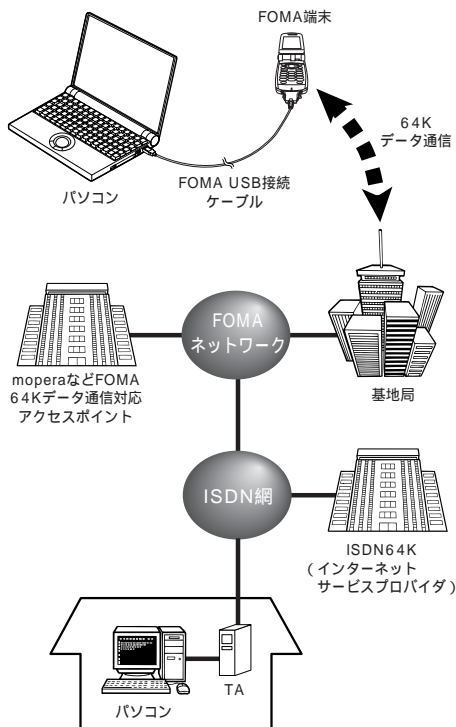 FOMA端末
64K
データ通信
FOMA USB接続
ケーブル
パソコン
FOMA
ネットワーク
moperaなどFOMA
64Kデータ通信対応
アクセスポイント
基地局
ISDN網
ISDN64K
(インターネット
サービスプロバイダ)
TA
パソコン